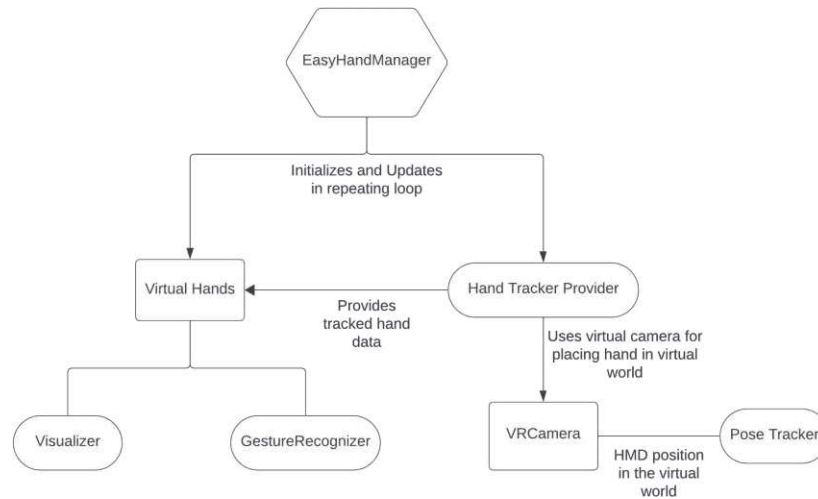 EasyHandManager
Initializes and Updates
in repeating loop
Virtual Hands
Hand Tracker Provider
Provides
tracked hand
data
Uses virtual camera for
placing hand in virtual
world
Visualizer
GestureRecognizer
VRCamera
Pose Tracker
HMD position
in the virtual
world